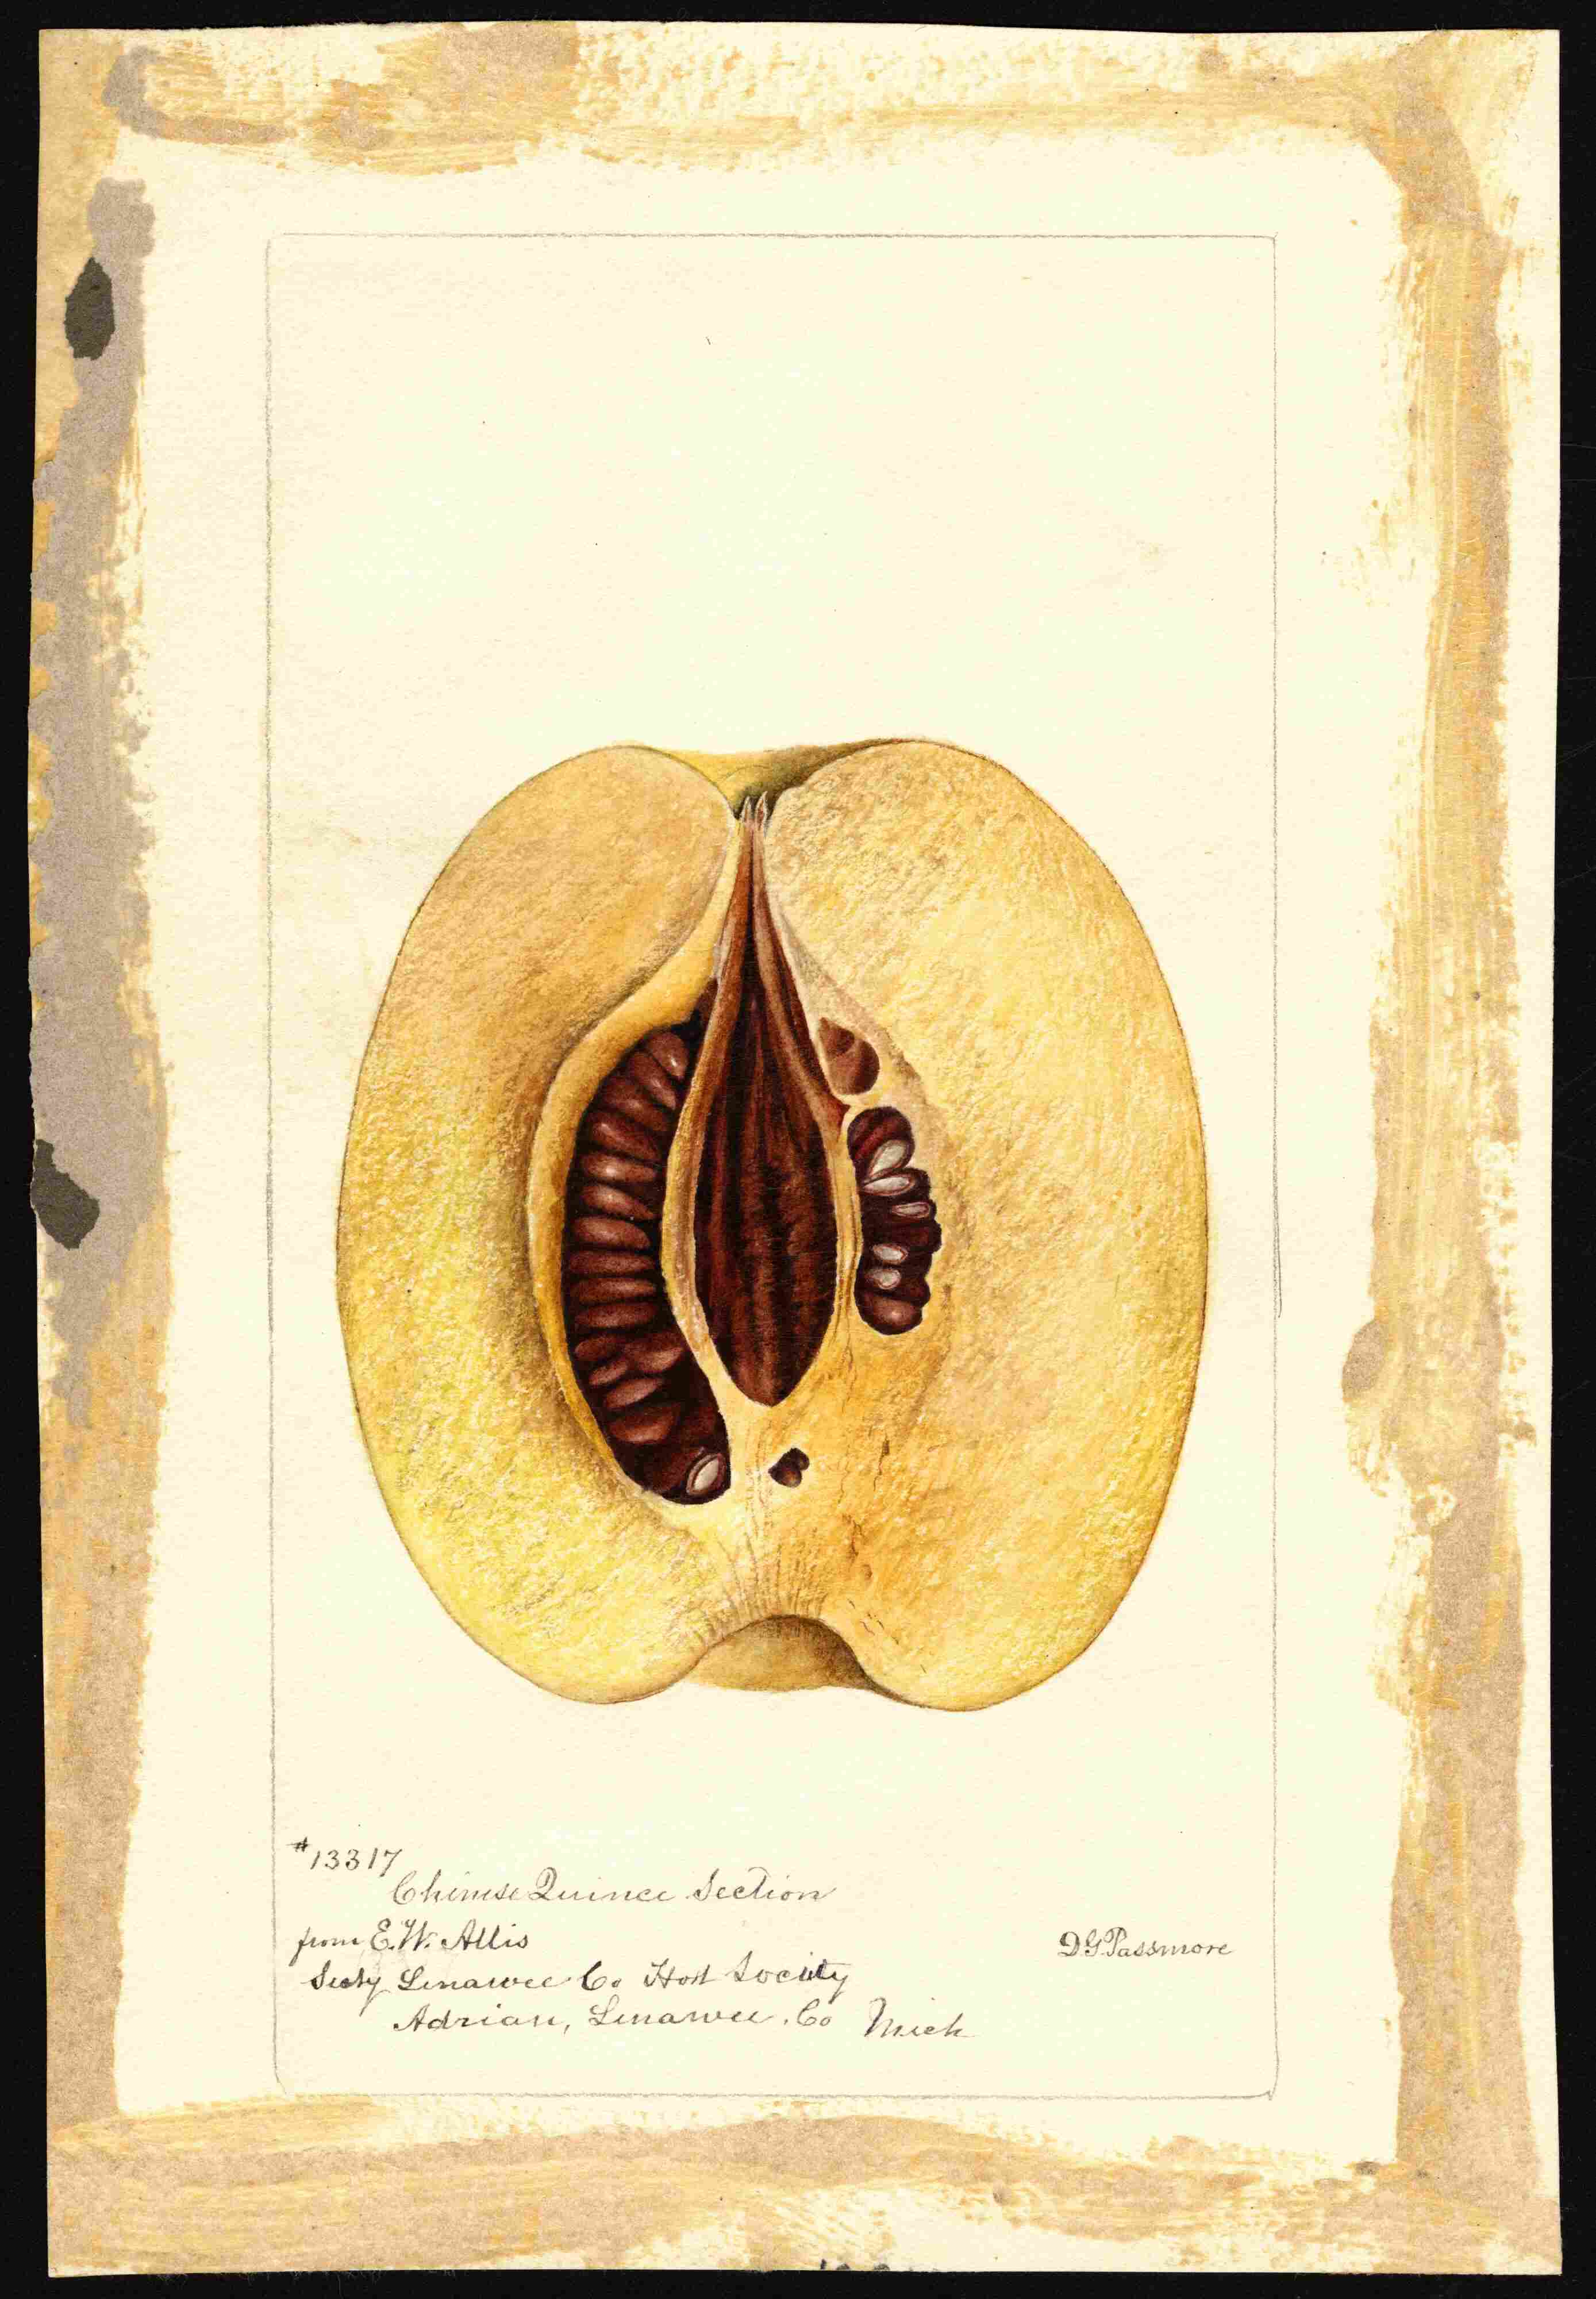 #13317
Chinese Quince Section
from E. W. Allis
Secty Lenawee Co Hort Society
Adrian, Lenawee. Co Mich
D G Passmore